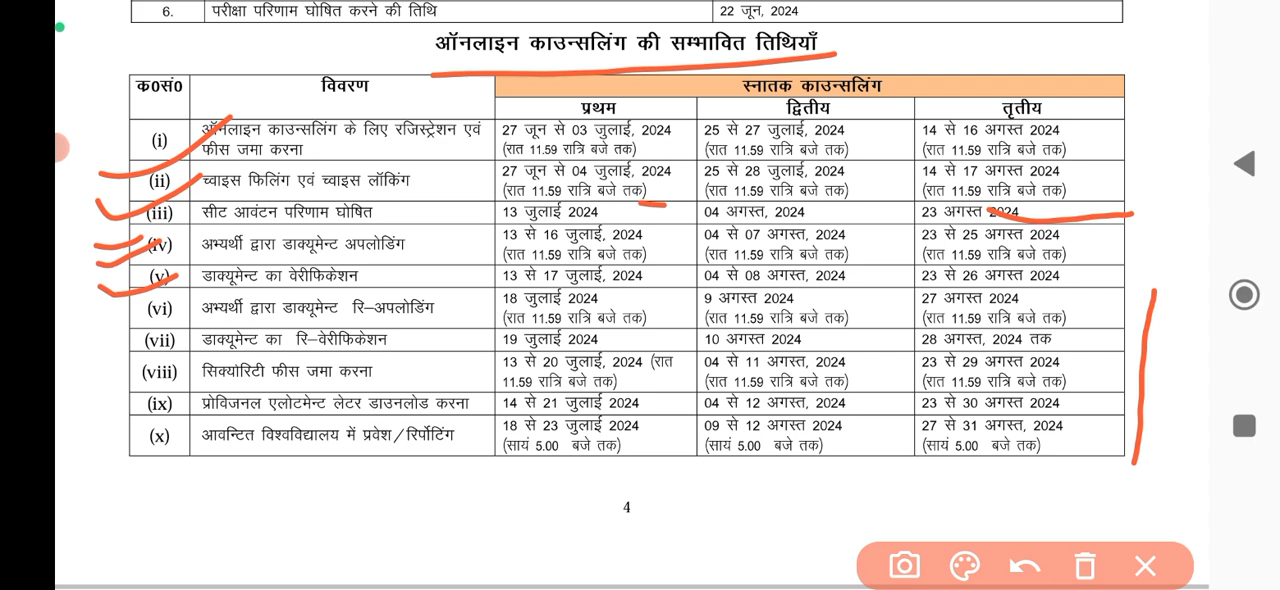 6. परीक्षा परिणाम घोषित करने की तिथि 22 जून, 2024
ऑनलाइन काउन्सलिंग की सम्भावित तिथियाँ
क0सं0 विवरण स्नातक काउन्सलिंग
प्रथम द्वितीय तृतीय
(i) ऑनलाइन काउन्सलिंग के लिए रजिस्ट्रेशन एवं 27 जून से 03 जुलाई, 2024 25 से 27 जुलाई, 2024 14 से 16 अगस्त 2024
फीस जमा करना (रात 11.59 रात्रि बजे तक) (रात 11.59 रात्रि बजे तक) (रात 11.59 रात्रि बजे तक)
(ii) च्वाइस फिलिंग एवं च्वाइस लॉकिंग 27 जून से 04 जुलाई, 2024 25 से 28 जुलाई, 2024 14 से 17 अगस्त 2024
(रात 11.59 रात्रि बजे तक) (रात 11.59 रात्रि बजे तक) (रात 11.59 रात्रि बजे तक)
(iii) सीट आवंटन परिणाम घोषित 13 जुलाई 2024 04 अगस्त, 2024 23 अगस्त 2024
(iv) अभ्यर्थी द्वारा डाक्यूमेन्ट अपलोडिंग 13 से 16 जुलाई, 2024 04 से 07 अगस्त, 2024 23 से 25 अगस्त 2024
(रात 11.59 रात्रि बजे तक) (रात 11.59 रात्रि बजे तक) (रात 11.59 रात्रि बजे तक)
(v) डाक्यूमेन्ट का वेरीफिकेशन 13 से 17 जुलाई, 2024 04 से 08 अगस्त, 2024 23 से 26 अगस्त 2024
(vi) अभ्यर्थी द्वारा डाक्यूमेन्ट रि–अपलोडिंग 18 जुलाई 2024 9 अगस्त 2024 27 अगस्त 2024
(रात 11.59 रात्रि बजे तक) (रात 11.59 रात्रि बजे तक) (रात 11.59 रात्रि बजे तक)
(vii) डाक्यूमेन्ट का रि–वेरीफिकेशन 19 जुलाई 2024 10 अगस्त 2024 28 अगस्त, 2024 तक
(viii) सिक्योरिटी फीस जमा करना 13 से 20 जुलाई, 2024 (रात 04 से 11 अगस्त, 2024 23 से 29 अगस्त 2024
11.59 रात्रि बजे तक) (रात 11.59 रात्रि बजे तक) (रात 11.59 रात्रि बजे तक)
(ix) प्रोविजनल एलोटमेन्ट लेटर डाउनलोड करना 14 से 21 जुलाई 2024 04 से 12 अगस्त, 2024 23 से 30 अगस्त 2024
(x) आवन्टित विश्वविद्यालय में प्रवेश/रिर्पोटिंग 18 से 23 जुलाई 2024 09 से 12 अगस्त 2024 27 से 31 अगस्त, 2024
(सायं 5.00 बजे तक) (सायं 5.00 बजे तक) (सायं 5.00 बजे तक)
4